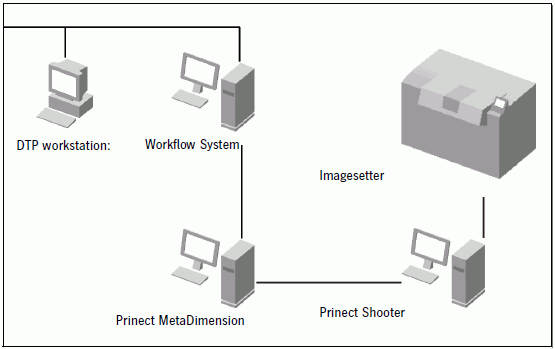 DTP workstation:
Workflow System
Imagesetter
Prinect MetaDimension
Prinect Shooter